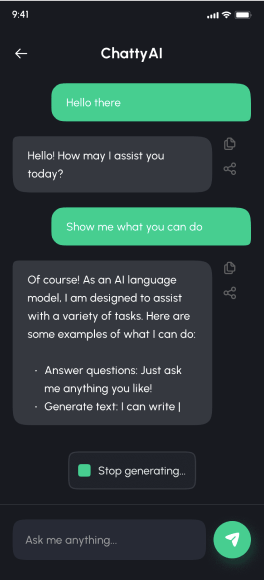 9:41
ChattyAI
Hello there
Hello! How may I assist you
today?
Show me what you can do
Of course! As an AI language
model, I am designed to assist
with a variety of tasks. Here are
some examples of what I can do:
· Answer questions: Just ask
me anything you like!
· Generate text: I can write |
Stop generating...
Ask me anything...